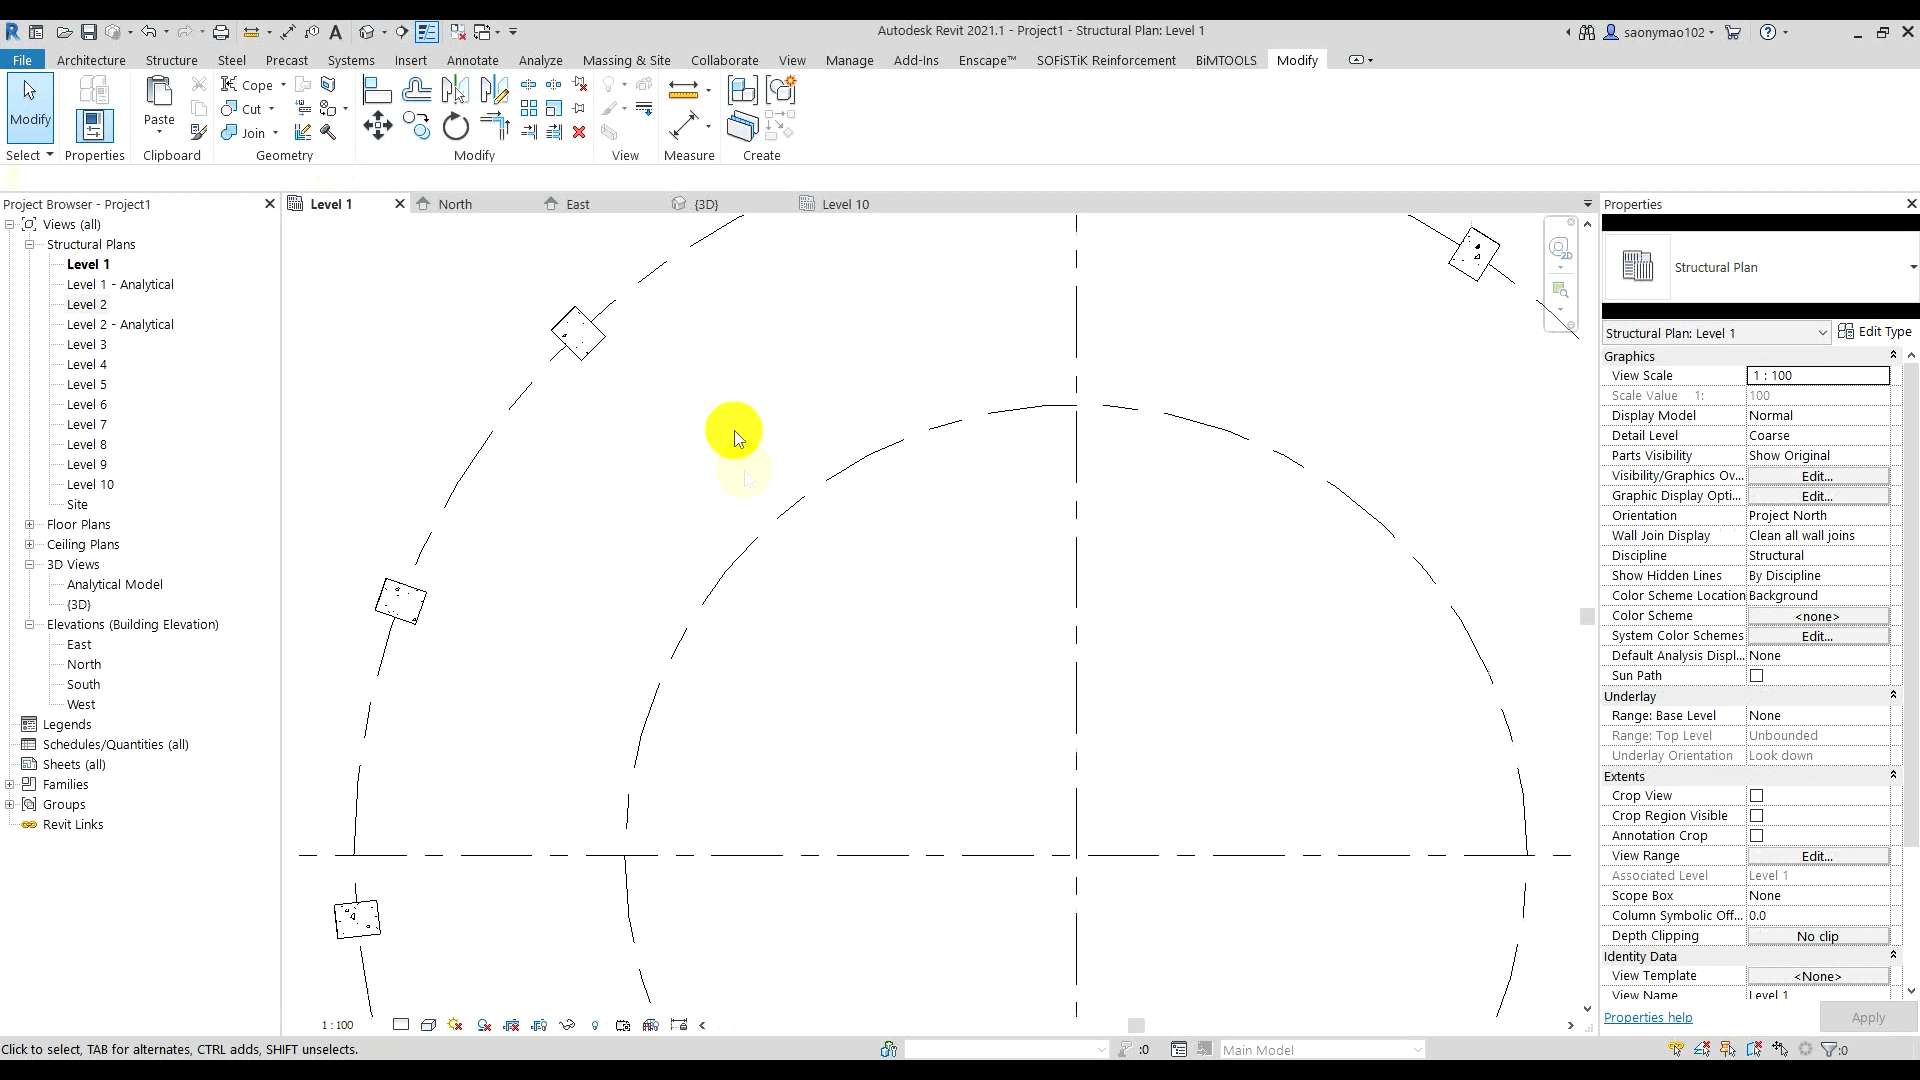 Autodesk Revit 2021.1 - Project1 - Structural Plan: Level 1
saonymao102
File Architecture Structure Steel Precast Systems Insert Annotate Analyze Massing & Site Collaborate View Manage Add-Ins Enscape™ SOFiSTiK Reinforcement BiMTOOLS Modify
Modify Paste Cope Cut Join
Select Properties Clipboard Geometry Modify View Measure Create
Project Browser - Project1
Level 1 North East {3D} Level 10
Properties
Views (all)
Structural Plans
Level 1
Level 1 - Analytical
Level 2
Level 2 - Analytical
Level 3
Level 4
Level 5
Level 6
Level 7
Level 8
Level 9
Level 10
Site
Floor Plans
Ceiling Plans
3D Views
Analytical Model
{3D}
Elevations (Building Elevation)
East
North
South
West
Legends
Schedules/Quantities (all)
Sheets (all)
Families
Groups
Revit Links
2D
Structural Plan
Structural Plan: Level 1 Edit Type
Graphics
View Scale 1 : 100
Scale Value 1: 100
Display Model Normal
Detail Level Coarse
Parts Visibility Show Original
Visibility/Graphics Ov... Edit...
Graphic Display Opti... Edit...
Orientation Project North
Wall Join Display Clean all wall joins
Discipline Structural
Show Hidden Lines By Discipline
Color Scheme Location Background
Color Scheme <none>
System Color Schemes Edit...
Default Analysis Displ... None
Sun Path
Underlay
Range: Base Level None
Range: Top Level Unbounded
Underlay Orientation Look down
Extents
Crop View
Crop Region Visible
Annotation Crop
View Range Edit...
Associated Level Level 1
Scope Box None
Column Symbolic Off... 0.0
Depth Clipping No clip
Identity Data
View Template <None>
View Name Level 1
Properties help Apply
1 : 100
Click to select, TAB for alternates, CTRL adds, SHIFT unselects.
:0 Main Model :0